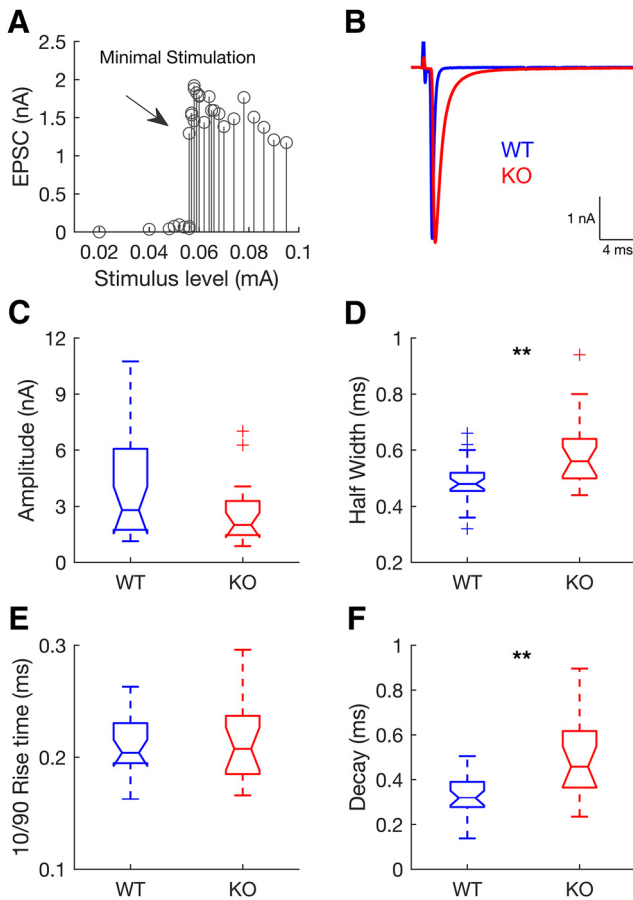 A
Minimal Stimulation
EPSC (nA)
2.5
2
1.5
1
0.5
0
0.02
0.04
0.06
0.08
0.1
Stimulus level (mA)
B
WT
KO
1 nA
4 ms
C
Amplitude (nA)
12
9
6
3
0
WT
KO
D
**
Half Width (ms)
1
0.8
0.6
0.4
0.2
WT
KO
E
10/90 Rise time (ms)
0.3
0.2
0.1
WT
KO
F
**
Decay (ms)
1
0.8
0.6
0.4
0.2
0
WT
KO